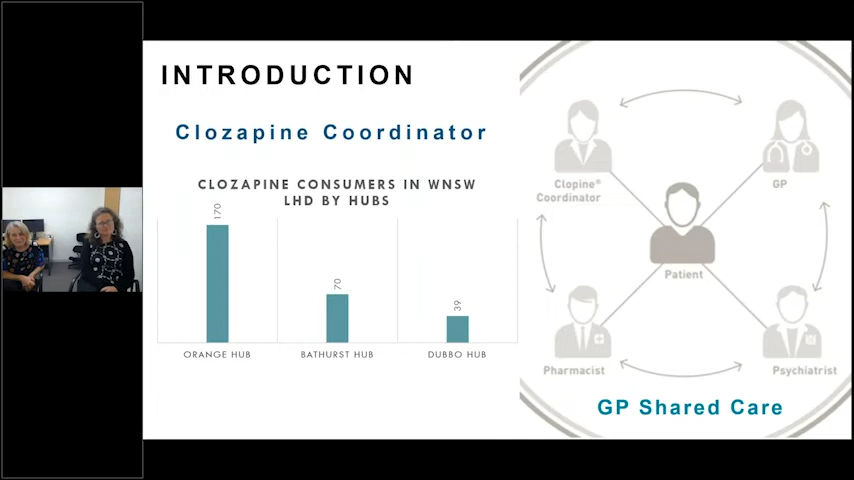 INTRODUCTION
Clozapine Coordinator
CLOZAPINE CONSUMERS IN WNSW
LHD BY HUBS
170
70
39
ORANGE HUB
BATHURST HUB
DUBBO HUB
Clopine®
Coordinator
GP
Patient
Pharmacist
Psychiatrist
GP Shared Care